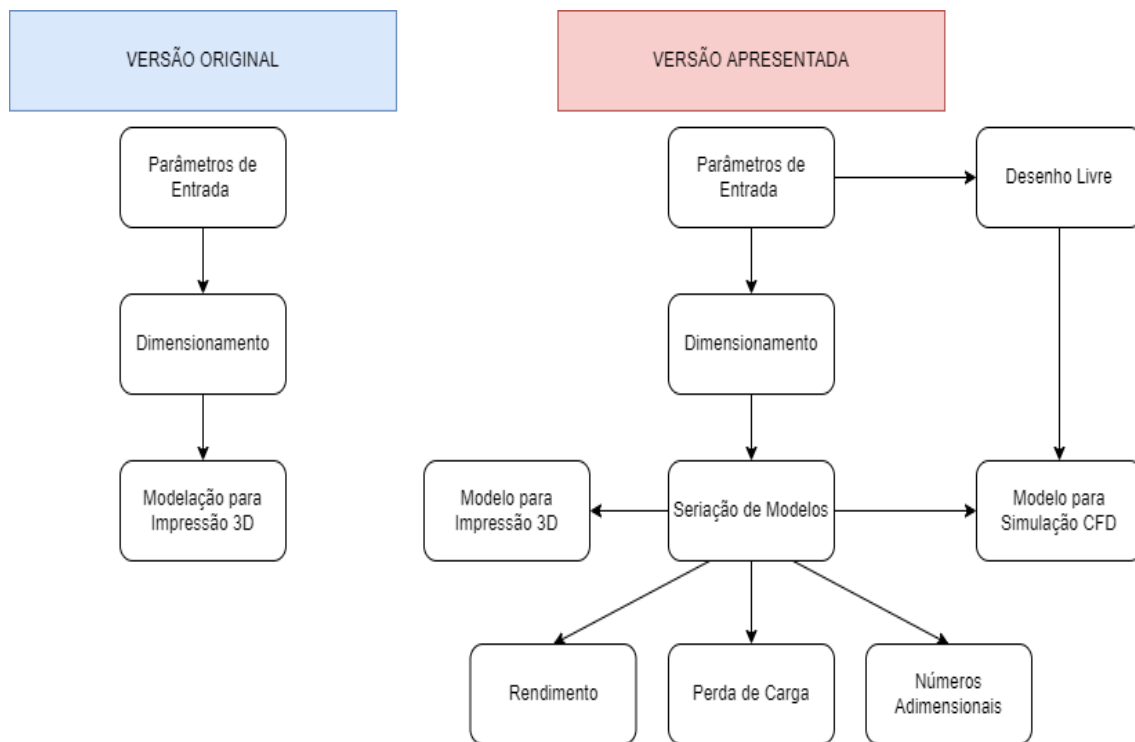 VERSÃO ORIGINAL
VERSÃO APRESENTADA
Parâmetros de
Entrada
Parâmetros de
Entrada
Desenho Livre
Dimensionamento
Dimensionamento
Modelação para
Impressão 3D
Modelo para
Impressão 3D
Seriação de Modelos
Modelo para
Simulação CFD
Rendimento
Perda de Carga
Números
Adimensionais